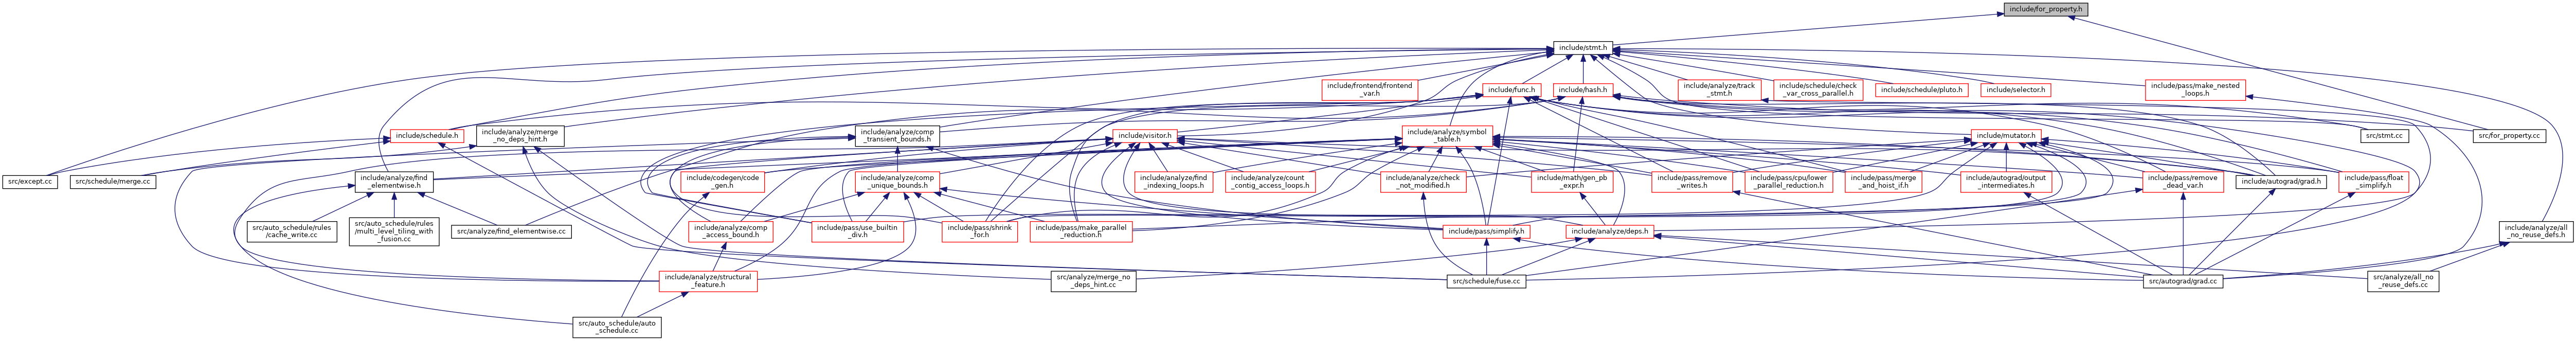 include/for_property.h
include/stmt.h
include/frontend/frontend
_var.h
include/func.h
include/hash.h
include/analyze/track
_stmt.h
include/schedule/check
_var_cross_parallel.h
include/schedule/pluto.h
include/selector.h
include/pass/make_nested
_loops.h
include/schedule.h
include/analyze/merge
_no_deps_hint.h
include/analyze/comp
_transient_bounds.h
include/visitor.h
include/analyze/symbol
_table.h
include/mutator.h
src/stmt.cc
src/for_property.cc
src/except.cc
src/schedule/merge.cc
include/analyze/find
_elementwise.h
include/codegen/code
_gen.h
include/analyze/comp
_unique_bounds.h
include/analyze/find
_indexing_loops.h
include/analyze/count
_contig_access_loops.h
include/analyze/check
_not_modified.h
include/math/gen_pb
_expr.h
include/pass/remove
_writes.h
include/pass/cpu/lower
_parallel_reduction.h
include/pass/merge
_and_hoist_if.h
include/autograd/output
_intermediates.h
include/pass/remove
_dead_var.h
include/autograd/grad.h
include/pass/float
_simplify.h
src/auto_schedule/rules
/cache_write.cc
src/auto_schedule/rules
/multi_level_tiling_with
_fusion.cc
src/analyze/find_elementwise.cc
include/analyze/comp
_access_bound.h
include/pass/use_builtin
_div.h
include/pass/shrink
_for.h
include/pass/make_parallel
_reduction.h
include/pass/simplify.h
include/analyze/deps.h
include/analyze/all
_no_reuse_defs.h
include/analyze/structural
_feature.h
src/analyze/merge_no
_deps_hint.cc
src/schedule/fuse.cc
src/autograd/grad.cc
src/analyze/all_no
_reuse_defs.cc
src/auto_schedule/auto
_schedule.cc